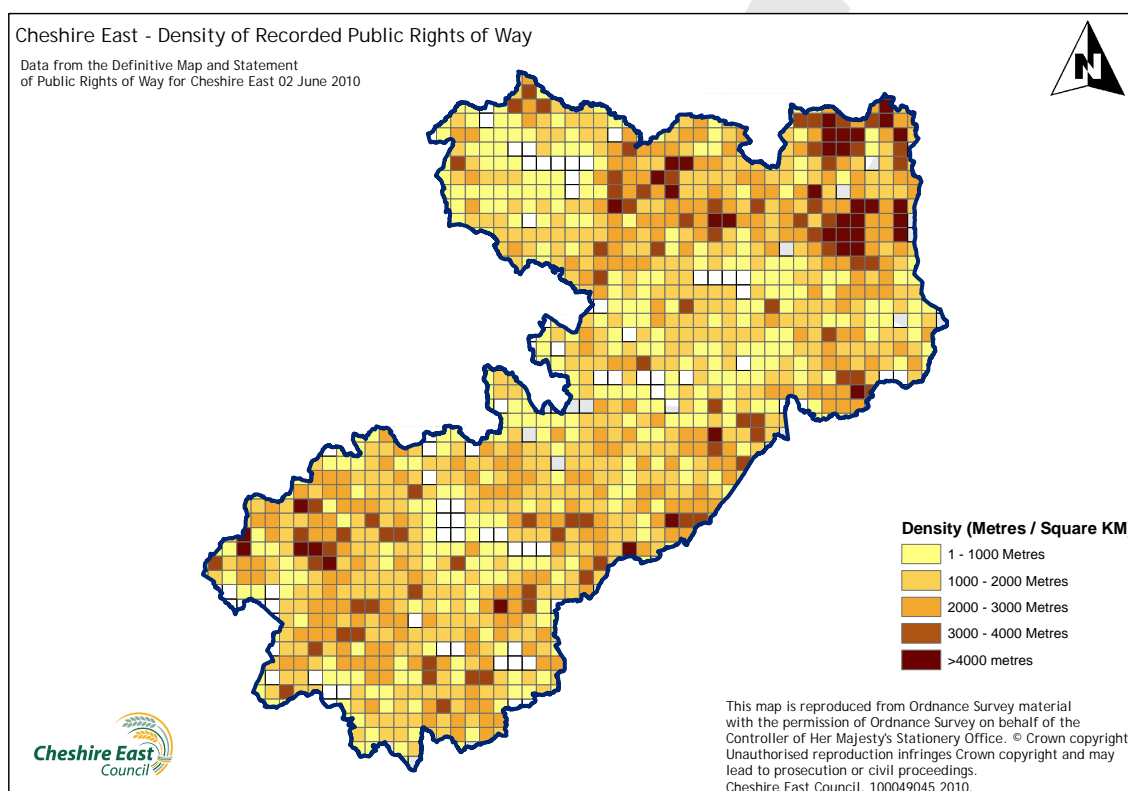 Cheshire East - Density of Recorded Public Rights of Way
Data from the Definitive Map and Statement
of Public Rights of Way for Cheshire East 02 June 2010
N
Density (Metres / Square KM
1 - 1000 Metres
1000 - 2000 Metres
2000 - 3000 Metres
3000 - 4000 Metres
>4000 metres
This map is reproduced from Ordnance Survey material
with the permission of Ordnance Survey on behalf of the
Controller of Her Majesty's Stationery Office. © Crown copyright
Unauthorised reproduction infringes Crown copyright and may
lead to prosecution or civil proceedings.
Cheshire East Council. 100049045 2010.
Cheshire East
Council